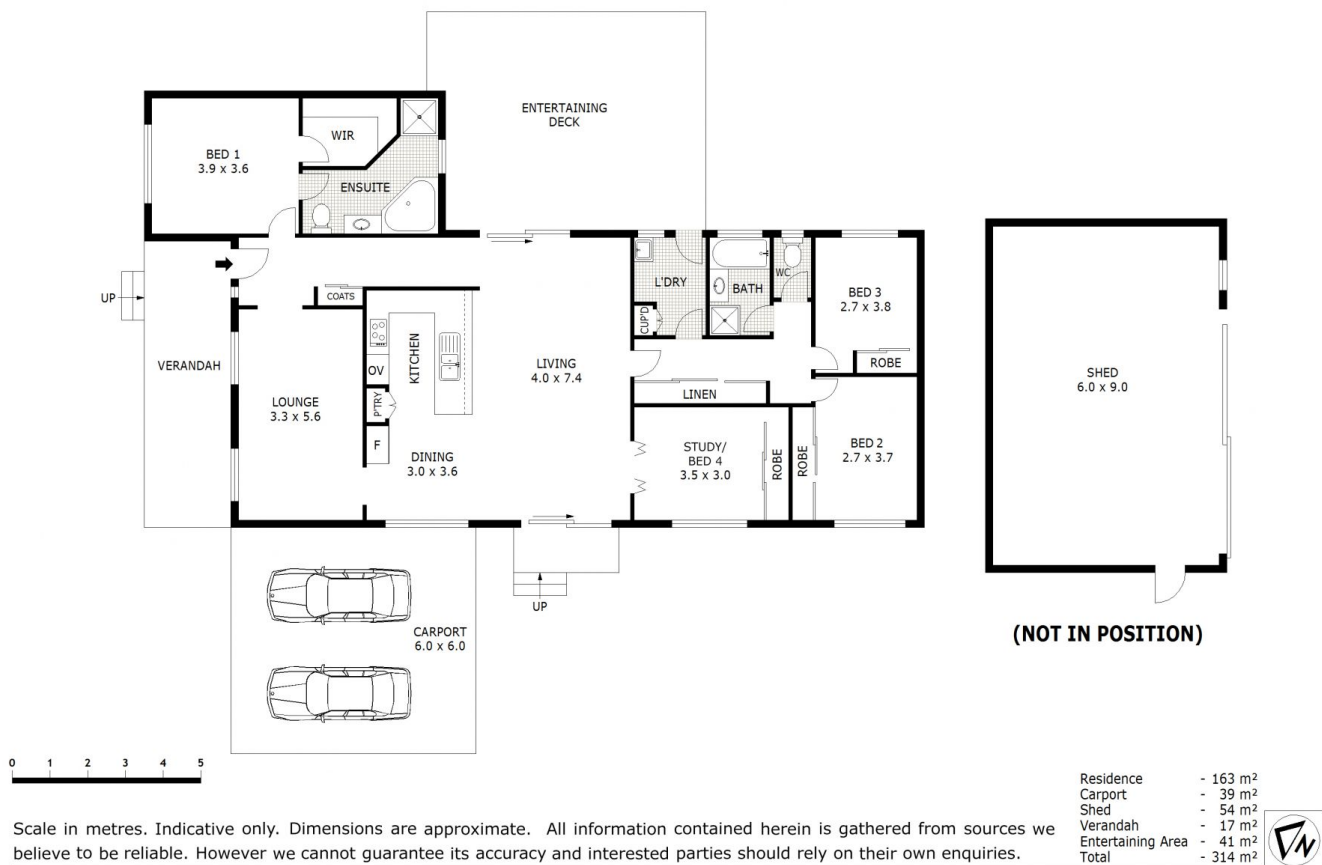 ENTERTAINING
DECK
BED 1
3.9 x 3.6
WIR
ENSUITE
UP
COATS
VERANDAH
LOUNGE
3.3 x 5.6
KITCHEN
OV
P'TRY
F
DINING
3.0 x 3.6
LIVING
4.0 x 7.4
L'DRY
CUP'D
BATH
WC
BED 3
2.7 x 3.8
ROBE
LINEN
STUDY/
BED 4
3.5 x 3.0
ROBE
ROBE
BED 2
2.7 x 3.7
UP
CARPORT
6.0 x 6.0
SHED
6.0 x 9.0
(NOT IN POSITION)
0 1 2 3 4 5
Scale in metres. Indicative only. Dimensions are approximate. All information contained herein is gathered from sources we
believe to be reliable. However we cannot guarantee its accuracy and interested parties should rely on their own enquiries.
Residence - 163 m²
Carport - 39 m²
Shed - 54 m²
Verandah - 17 m²
Entertaining Area - 41 m²
Total - 314 m²
N